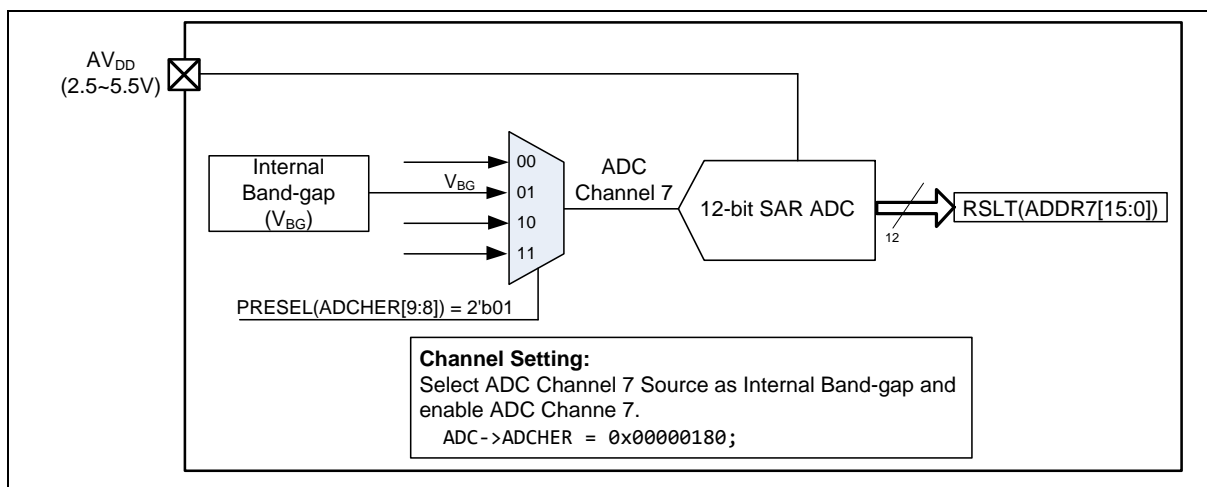 AVDD
(2.5~5.5V)
Internal
Band-gap
(VBG)
VBG
00
01
10
11
ADC
Channel 7
12-bit SAR ADC
12
RSLT(ADDR7[15:0])
PRESEL(ADCHER[9:8]) = 2'b01
Channel Setting:
Select ADC Channel 7 Source as Internal Band-gap and
enable ADC Channe 7.
ADC->ADCHER = 0x00000180;